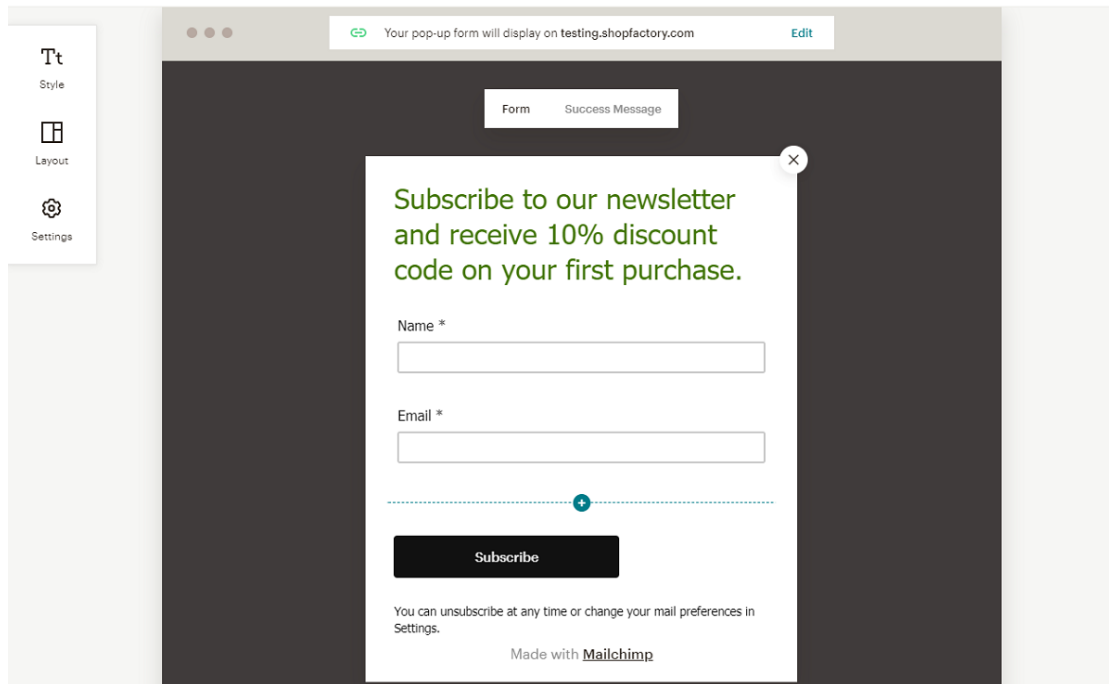 Your pop-up form will display on testing.shopfactory.com Edit
Tt
Style
Layout
Settings
Form Success Message
Subscribe to our newsletter
and receive 10% discount
code on your first purchase.
Name *
Email *
Subscribe
You can unsubscribe at any time or change your mail preferences in
Settings.
Made with Mailchimp